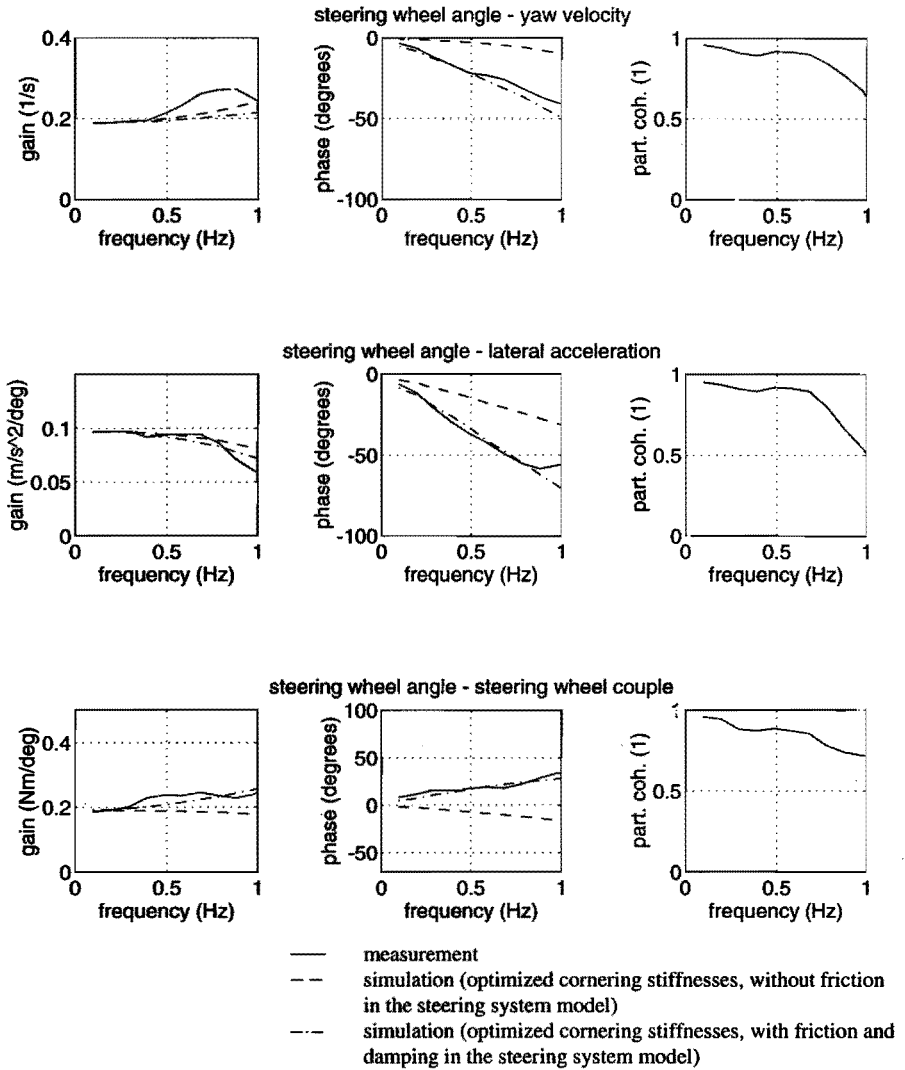 steering wheel angle - yaw velocity
0.4
0.2
0
0 0.5 1
gain (1/s)
frequency (Hz)
0
-50
-100
0 0.5 1
phase (degrees)
frequency (Hz)
1
0.5
0
0 0.5 1
part. coh. (1)
frequency (Hz)
steering wheel angle - lateral acceleration
0.1
0.05
0
0 0.5 1
gain (m/s^2/deg)
frequency (Hz)
0
-50
-100
0 0.5 1
phase (degrees)
frequency (Hz)
1
0.5
0
0 0.5 1
part. coh. (1)
frequency (Hz)
steering wheel angle - steering wheel couple
0.4
0.2
0
0 0.5 1
gain (Nm/deg)
frequency (Hz)
100
50
0
-50
0 0.5 1
phase (degrees)
frequency (Hz)
1
0.5
0
0 0.5 1
part. coh. (1)
frequency (Hz)
measurement
simulation (optimized cornering stiffnesses, without friction
in the steering system model)
simulation (optimized cornering stiffnesses, with friction and
damping in the steering system model)